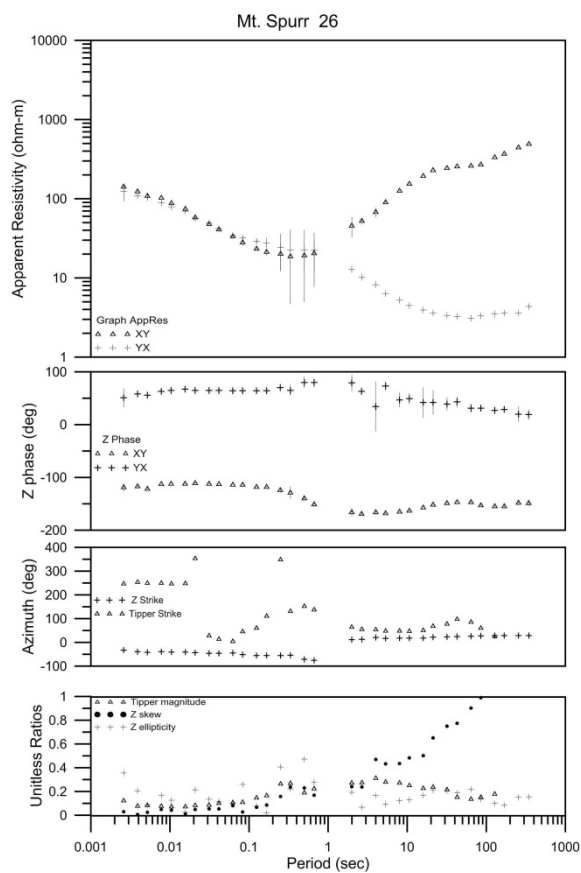 Mt. Spurr 26
10000
1000
100
10
1
Apparent Resistivity (ohm-m)
Graph AppRes
XY
YX
100
0
-100
-200
Z phase (deg)
Z Phase
XY
YX
400
300
200
100
0
-100
Azimuth (deg)
Z Strike
Tipper Strike
1
0.8
0.6
0.4
0.2
0
Unitless Ratios
Tipper magnitude
Z skew
Z ellipticity
0.001 0.01 0.1 1 10 100 1000
Period (sec)